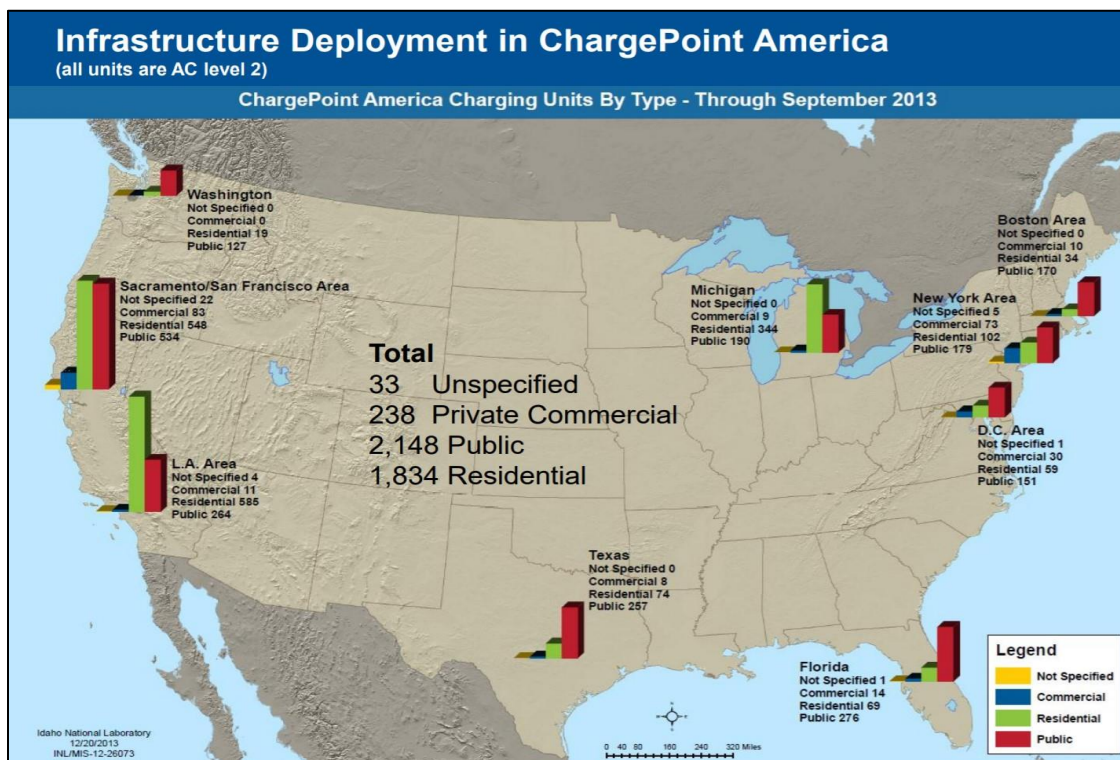 Infrastructure Deployment in ChargePoint America
(all units are AC level 2)
ChargePoint America Charging Units By Type - Through September 2013
Washington
Not Specified 0
Commercial 0
Residential 19
Public 127
Sacramento/San Francisco Area
Not Specified 22
Commercial 83
Residential 548
Public 534
L.A. Area
Not Specified 4
Commercial 11
Residential 585
Public 264
Total
33 Unspecified
238 Private Commercial
2,148 Public
1,834 Residential
Michigan
Not Specified 0
Commercial 9
Residential 344
Public 190
Boston Area
Not Specified 0
Commercial 10
Residential 34
Public 170
New York Area
Not Specified 5
Commercial 73
Residential 102
Public 179
D.C. Area
Not Specified 1
Commercial 30
Residential 59
Public 151
Texas
Not Specified 0
Commercial 8
Residential 74
Public 257
Florida
Not Specified 1
Commercial 14
Residential 69
Public 276
Legend
Not Specified
Commercial
Residential
Public
Idaho National Laboratory
12/20/2013
INL/MIS-12-26073
0 40 80 160 240 320 Miles